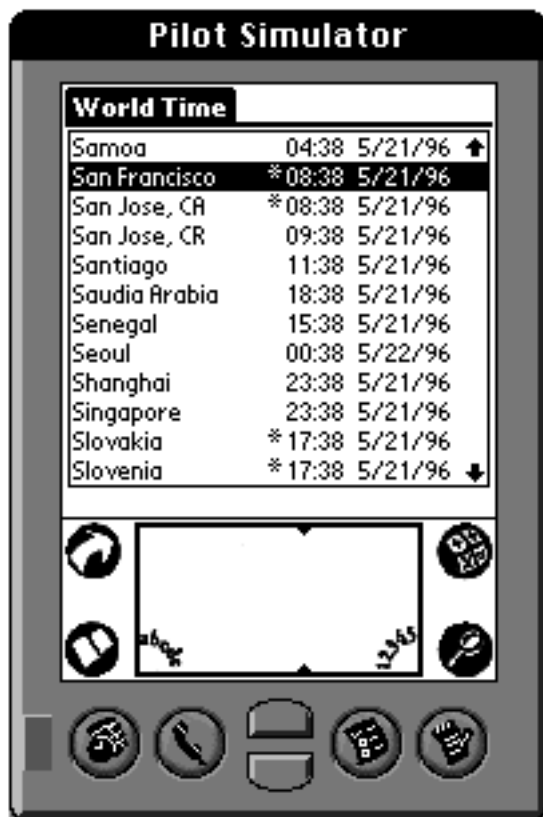 Pilot Simulator
World Time
Samoa 04:38 5/21/96
San Francisco *08:38 5/21/96
San Jose, CA *08:38 5/21/96
San Jose, CR 09:38 5/21/96
Santiago 11:38 5/21/96
Saudia Arabia 18:38 5/21/96
Senegal 15:38 5/21/96
Seoul 00:38 5/22/96
Shanghai 23:38 5/21/96
Singapore 23:38 5/21/96
Slovakia *17:38 5/21/96
Slovenia *17:38 5/21/96
abcde 12345